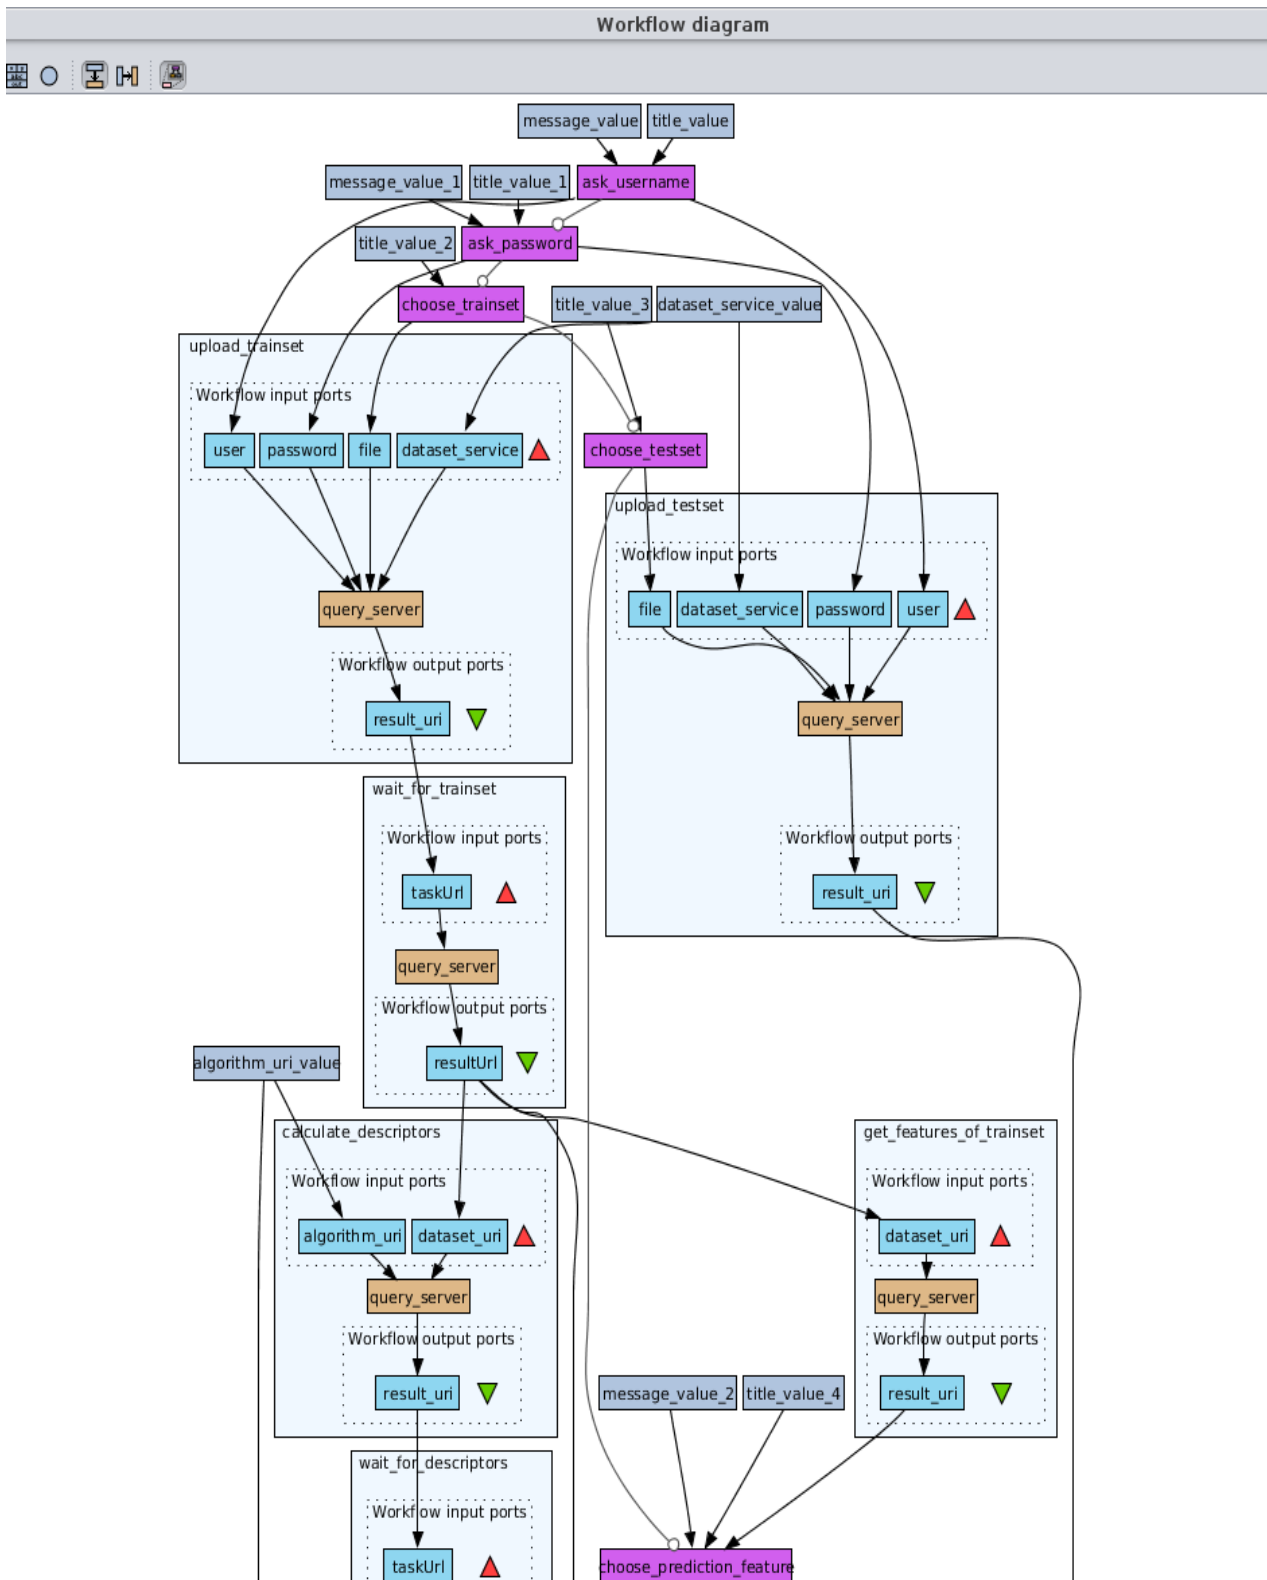 Workflow diagram
message_value
title_value
message_value_1
title_value_1
ask_username
title_value_2
ask_password
choose_trainset
title_value_3
dataset_service_value
upload_trainset
Workflow input ports
user
password
file
dataset_service
choose_testset
upload_testset
Workflow input ports
query_server
file
dataset_service
password
user
Workflow output ports
result_uri
query_server
wait_for_trainset
Workflow input ports
Workflow output ports
taskUrl
result_uri
query_server
Workflow output ports
algorithm_uri_value
resultUrl
calculate_descriptors
get_features_of_trainset
Workflow input ports
Workflow input ports
algorithm_uri
dataset_uri
dataset_uri
query_server
query_server
Workflow output ports
Workflow output ports
result_uri
message_value_2
title_value_4
result_uri
wait_for_descriptors
Workflow input ports
taskUrl
choose_prediction_feature